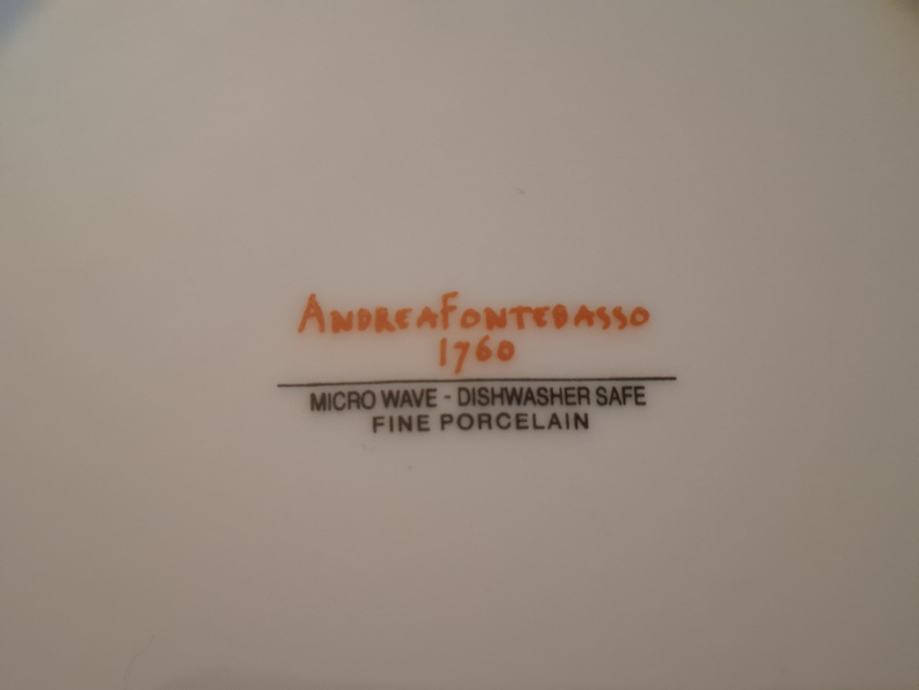 ANDREAFONTEBASSO
1760
MICRO WAVE - DISHWASHER SAFE
FINE PORCELAIN